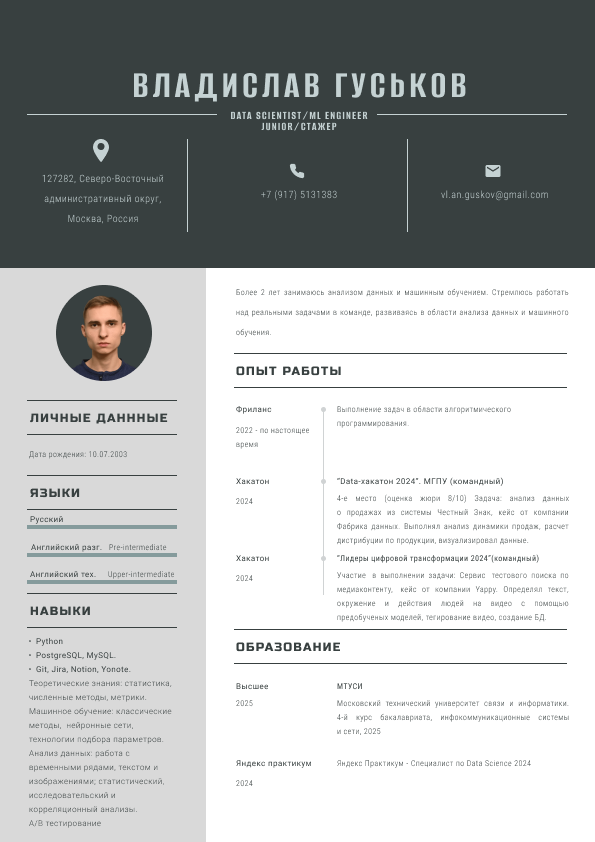 ВЛАДИСЛАВ ГУСЬКОВ
DATA SCIENTIST/ML ENGINEER
JUNIOR/СТАЖЕР
127282, Северо-Восточный
административный округ,
Москва, Россия
+7 (917) 5131383
vl.an.guskov@gmail.com
ЛИЧНЫЕ ДАНННЫЕ
Дата рождения: 10.07.2003
ЯЗЫКИ
Русский
Английский разг. Pre-intermediate
Английский тех. Upper-intermediate
НАВЫКИ
• Python
• PostgreSQL, MySQL.
• Git, Jira, Notion, Yonote.
Теоретические знания: статистика,
численные методы, метрики.
Машинное обучение: классические
методы, нейронные сети,
технологии подбора параметров.
Анализ данных: работа с
временными рядами, текстом и
изображениями; статистический,
исследовательский и
корреляционный анализы.
A/B тестирование
Более 2 лет занимаюсь анализом данных и машинным обучением. Стремлюсь работать
над реальными задачами в команде, развиваясь в области анализа данных и машинного
обучения.
ОПЫТ РАБОТЫ
Фриланс
2022 - по настоящее
время
Выполнение задач в области алгоритмического
программирования.
Хакатон
2024
“Data-хакатон 2024”. МГПУ (командный)
4-е место (оценка жюри 8/10) Задача: анализ данных
о продажах из системы Честный Знак, кейс от компании
Фабрика данных. Выполнял анализ динамики продаж, расчет
дистрибуции по продукции, визуализировал данные.
Хакатон
2024
“Лидеры цифровой трансформации 2024”(командный)
Участие в выполнении задачи: Сервис тестового поиска по
медиаконтенту, кейс от компании Yappy. Определял текст,
окружение и действия людей на видео с помощью
предобученых моделей, тегирование видео, создание БД.
ОБРАЗОВАНИЕ
Высшее
2025
МТУСИ
Московский технический университет связи и информатики.
4-й курс бакалавриата, инфокоммуникационные системы
и сети, 2025
Яндекс практикум
2024
Яндекс Практикум - Специалист по Data Science 2024